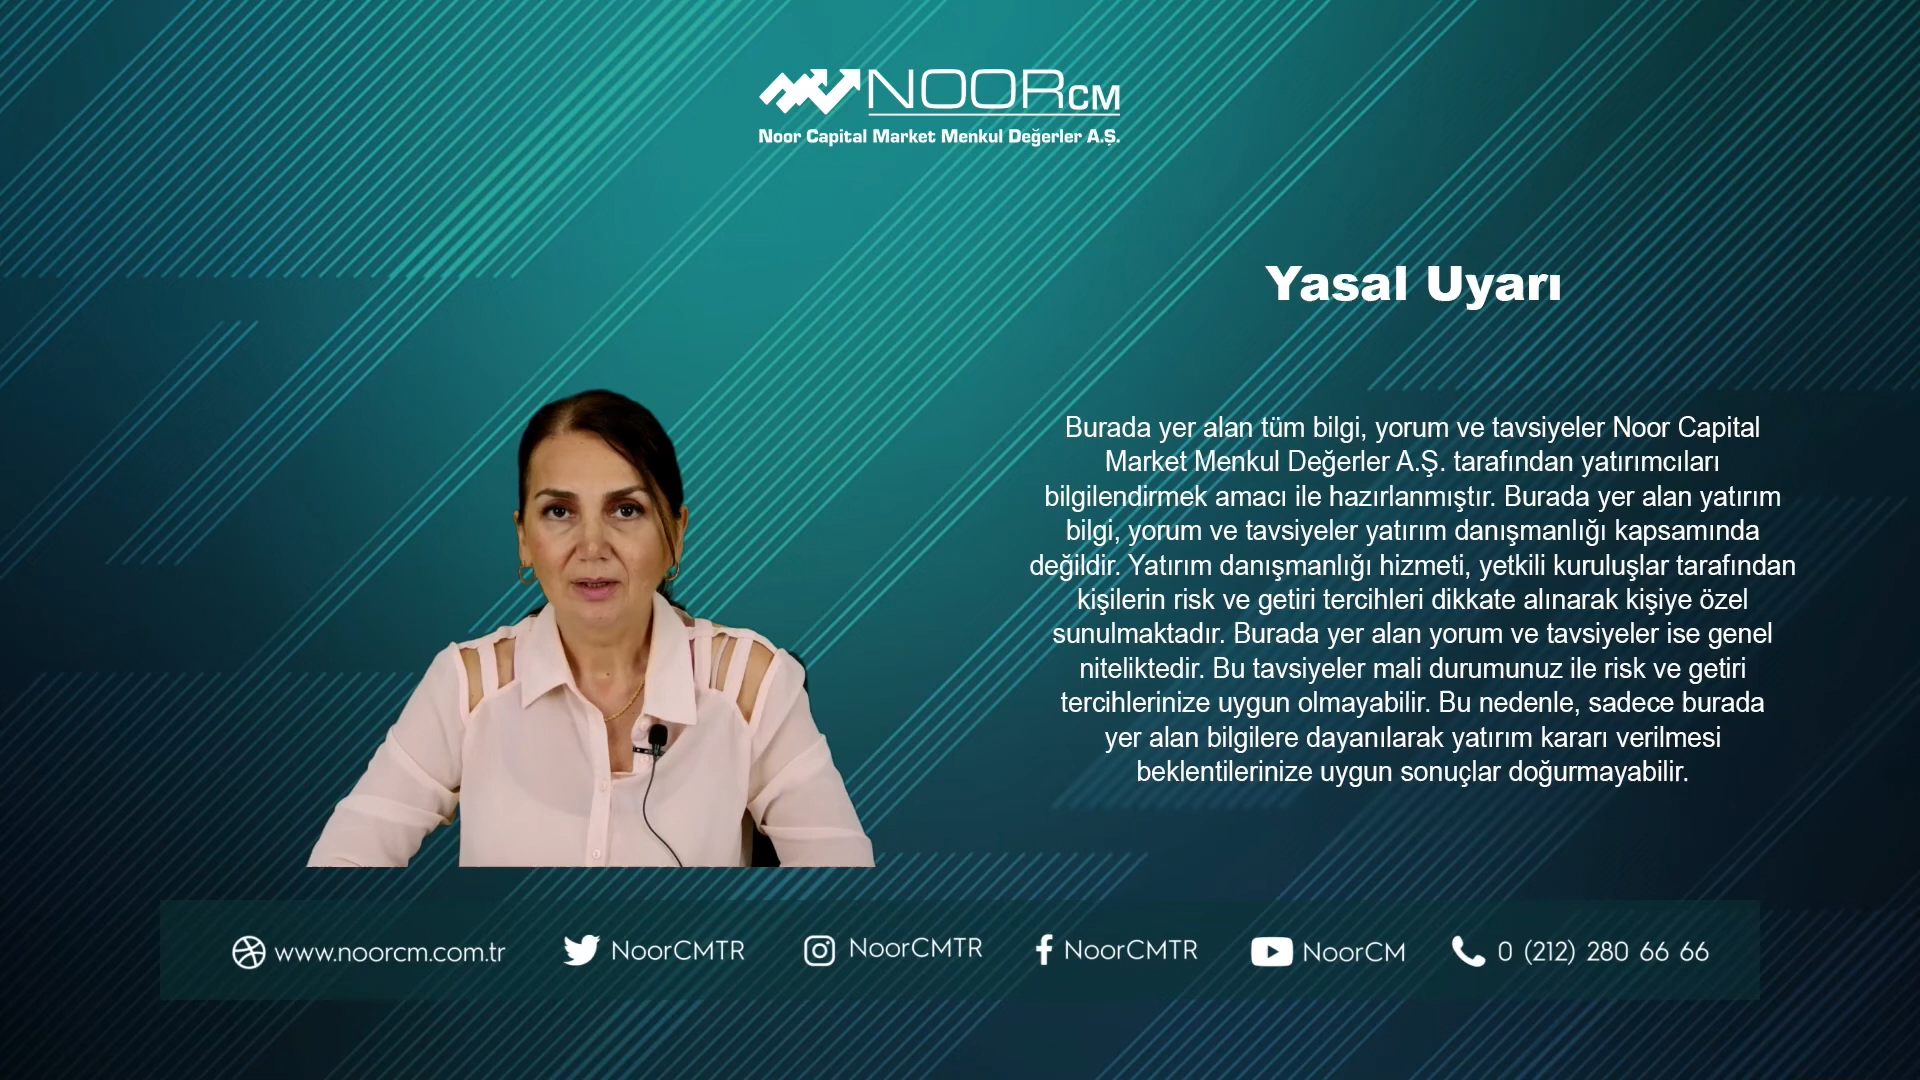 NOORCM
Noor Capital Market Menkul Değerler A.Ş.
Yasal Uyarı
Burada yer alan tüm bilgi, yorum ve tavsiyeler Noor Capital
Market Menkul Değerler A.Ş. tarafından yatırımcıları
bilgilendirmek amacı ile hazırlanmıştır. Burada yer alan yatırım
bilgi, yorum ve tavsiyeler yatırım danışmanlığı kapsamında
değildir. Yatırım danışmanlığı hizmeti, yetkili kuruluşlar tarafından
kişilerin risk ve getiri tercihleri dikkate alınarak kişiye özel
sunulmaktadır. Burada yer alan yorum ve tavsiyeler ise genel
niteliktedir. Bu tavsiyeler mali durumunuz ile risk ve getiri
tercihlerinize uygun olmayabilir. Bu nedenle, sadece burada
yer alan bilgilere dayanılarak yatırım kararı verilmesi
beklentilerinize uygun sonuçlar doğurmayabilir.
www.noorcm.com.tr NoorCMTR NoorCMTR NoorCMTR NoorCM 0 (212) 280 66 66